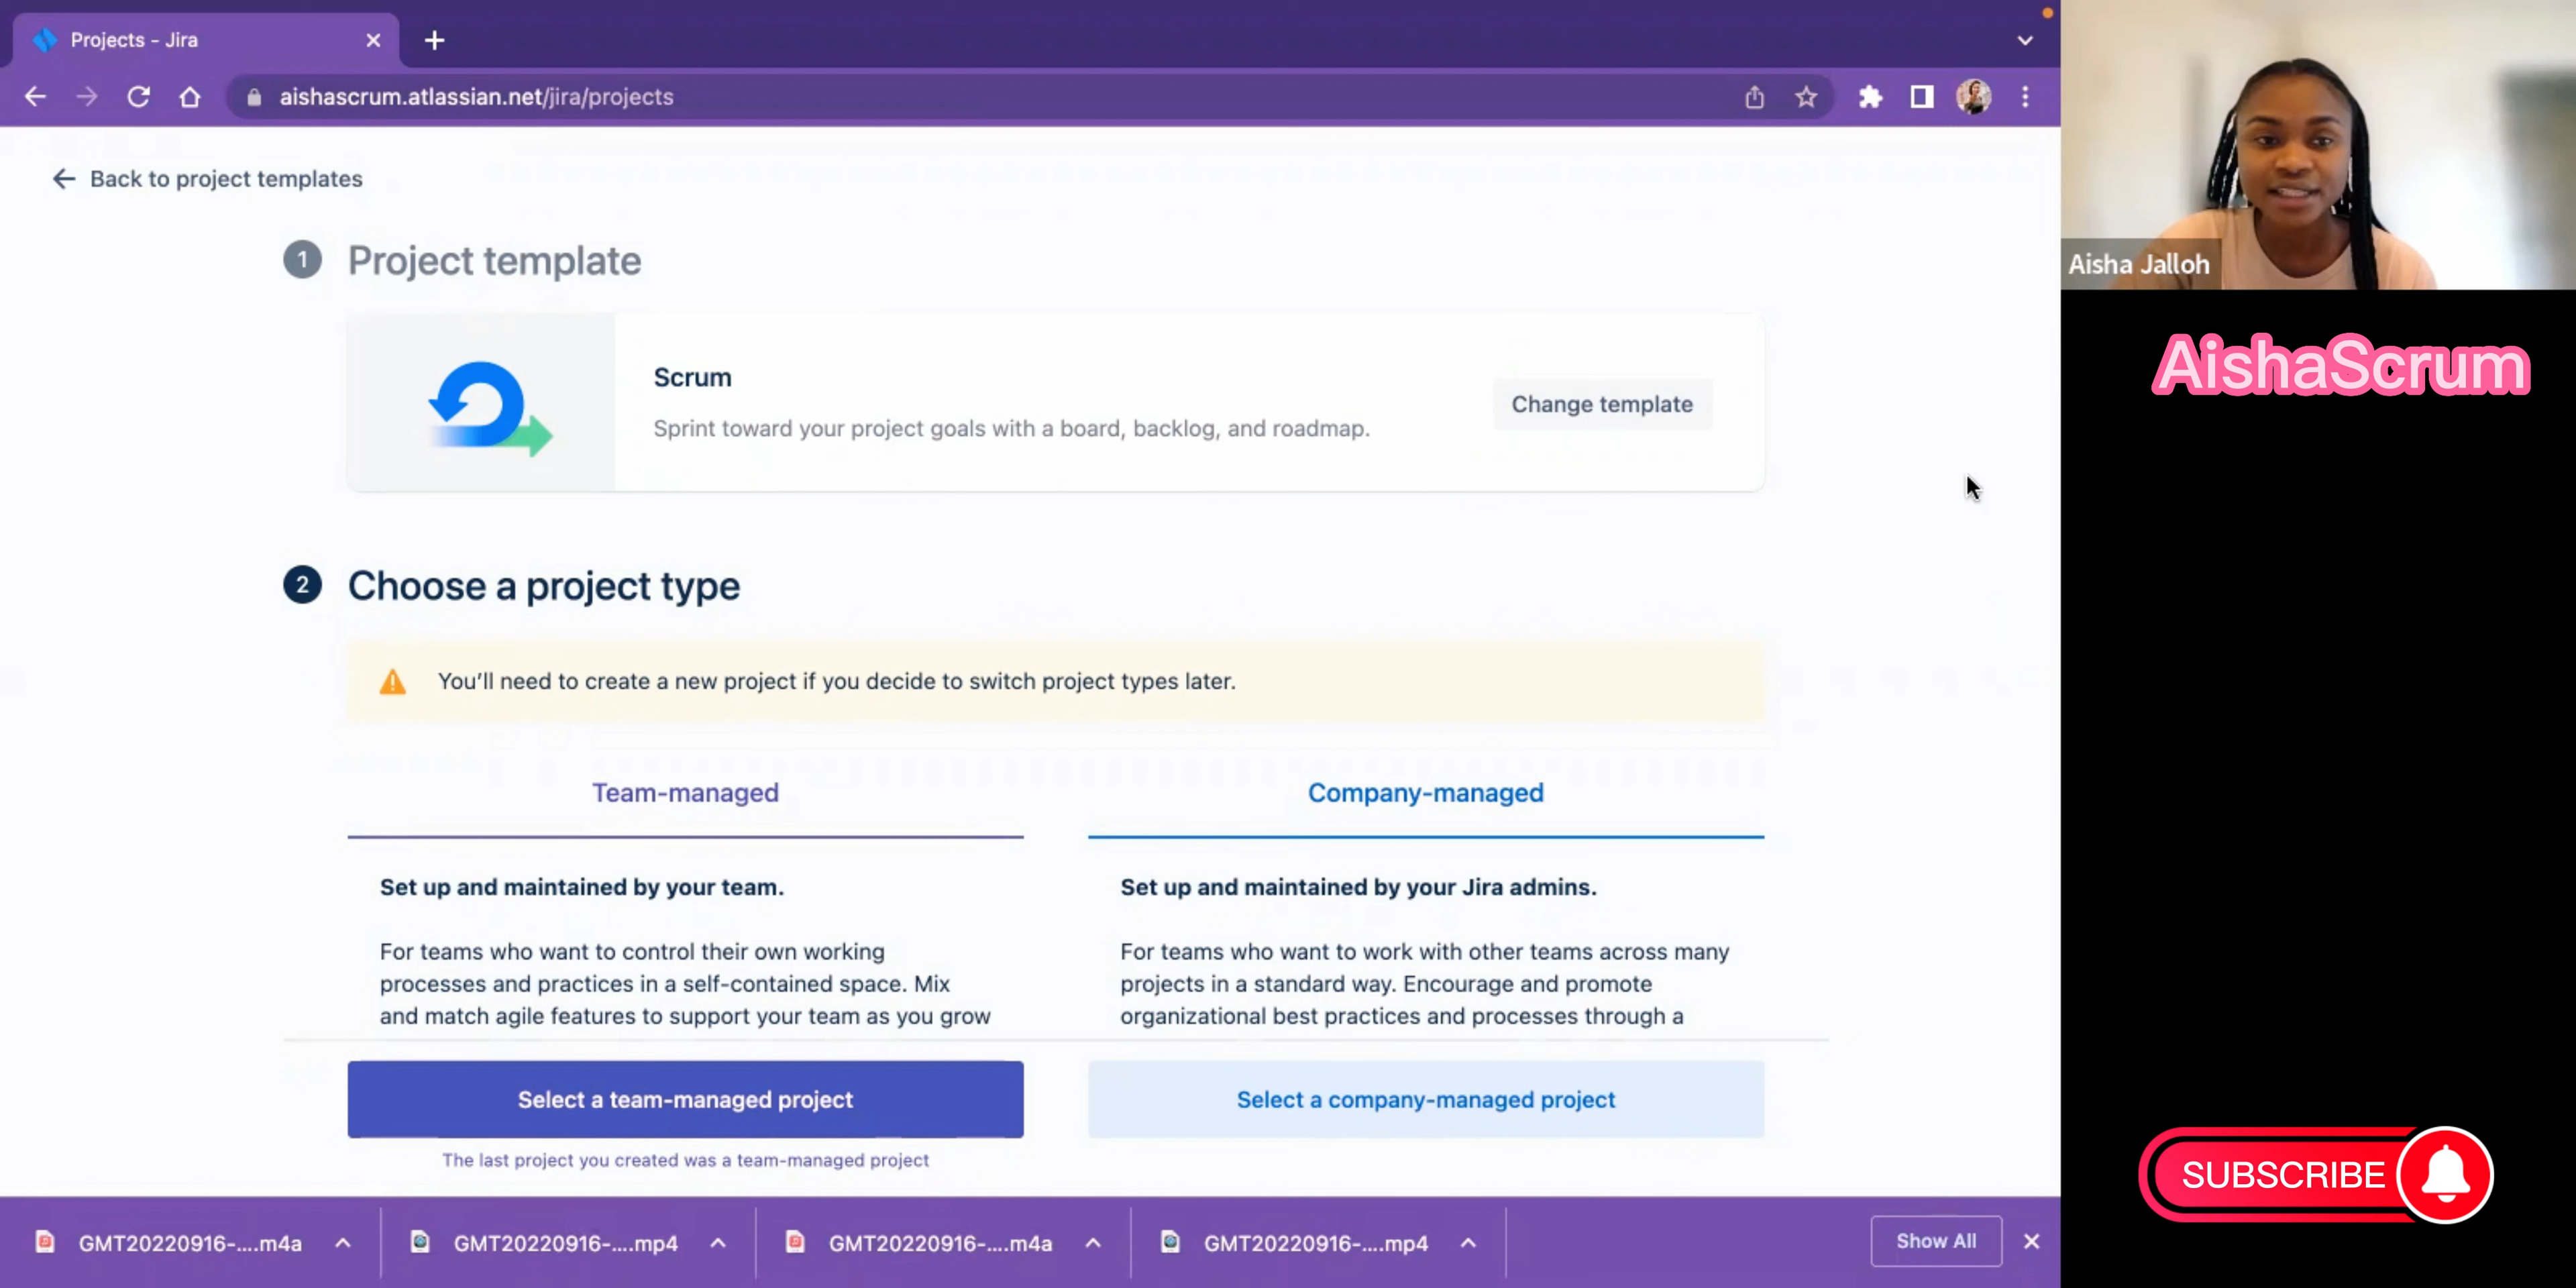 Projects - Jira
aishascrum.atlassian.net/jira/projects
Back to project templates
1 Project template
Scrum
Sprint toward your project goals with a board, backlog, and roadmap.
Change template
2 Choose a project type
You'll need to create a new project if you decide to switch project types later.
Team-managed
Set up and maintained by your team.
For teams who want to control their own working
processes and practices in a self-contained space. Mix
and match agile features to support your team as you grow
Select a team-managed project
The last project you created was a team-managed project
Company-managed
Set up and maintained by your Jira admins.
For teams who want to work with other teams across many
projects in a standard way. Encourage and promote
organizational best practices and processes through a
Select a company-managed project
GMT20220916-....m4a
GMT20220916-....mp4
GMT20220916-....m4a
GMT20220916-....mp4
Show All
Aisha Jalloh
AishaScrum
SUBSCRIBE